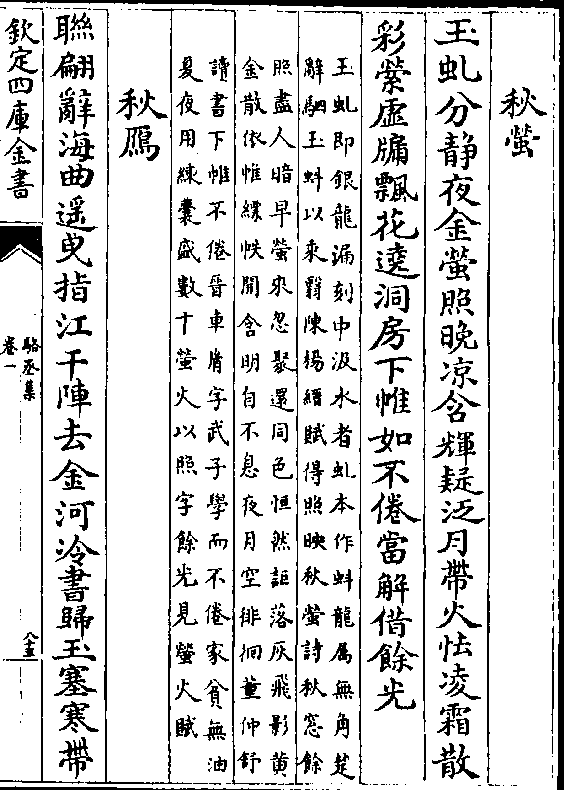 秋螢
玉虬分静夜金螢照晚凉含輝疑泛月帶火怯凌霜散
彩縈虛牖飄花遶洞房下帷如不倦當解借餘光
玉虬即銀龍漏刻中汲水者虬本作蚪龍属無角楚
辭駟玉蚪以乘翳陳楊縉賦得照映秋螢詩秋窓餘
照盡人暗早螢來忽聚還同色恒然詎落灰飛影黄
金散依帷縹帙開含明自不息夜月空徘徊董仲舒
讀書下帷不倦晉車胤字武子學而不倦家貧無油
夏夜用練囊盛數十螢火以照字餘光見螢火賦
秋鴈
聯翩辭海曲遥曳指江干陣去金河冷書歸玉塞寒帶
欽定四庫全書
駱丞集
卷一